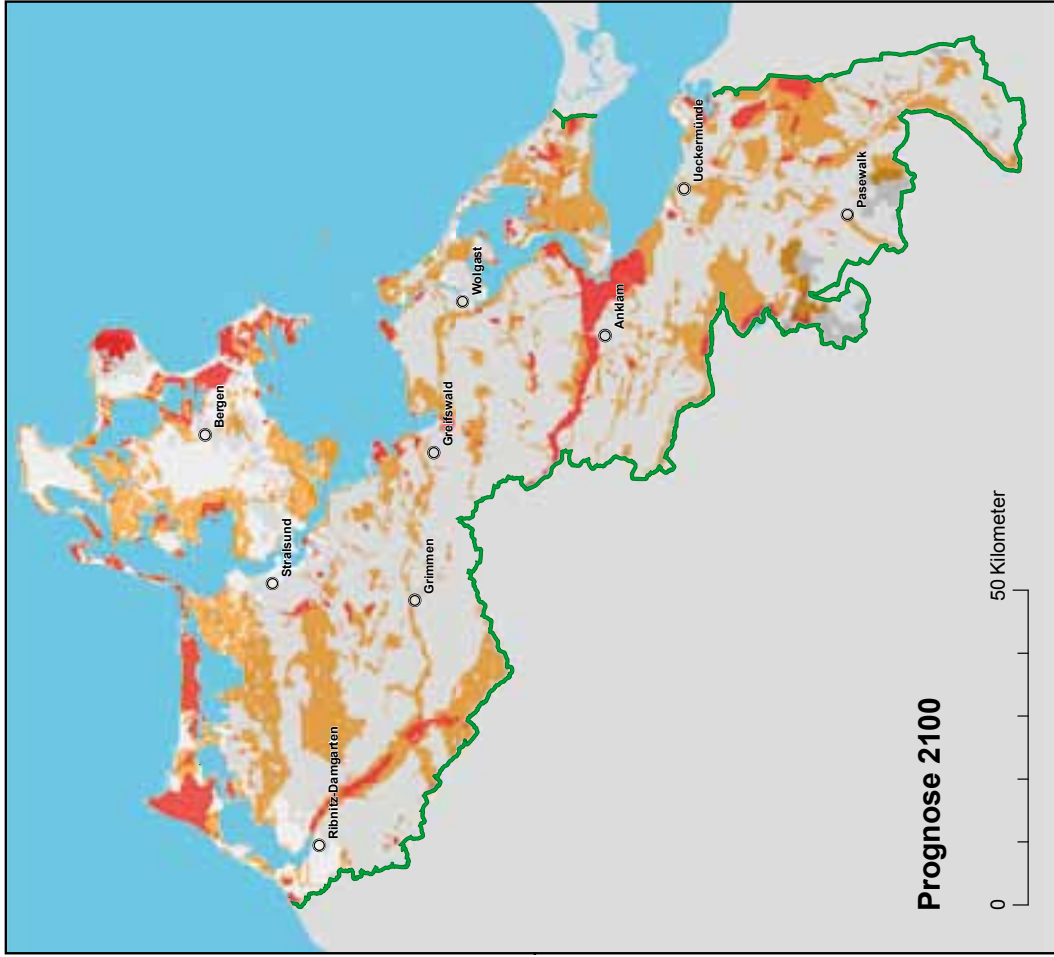 Bergen
Stralsund
Ribnitz-Damgarten
Grimmen
Greifswald
Wolgast
Anklam
Ueckermünde
Pasewalk
Prognose 2100
0 50 Kilometer